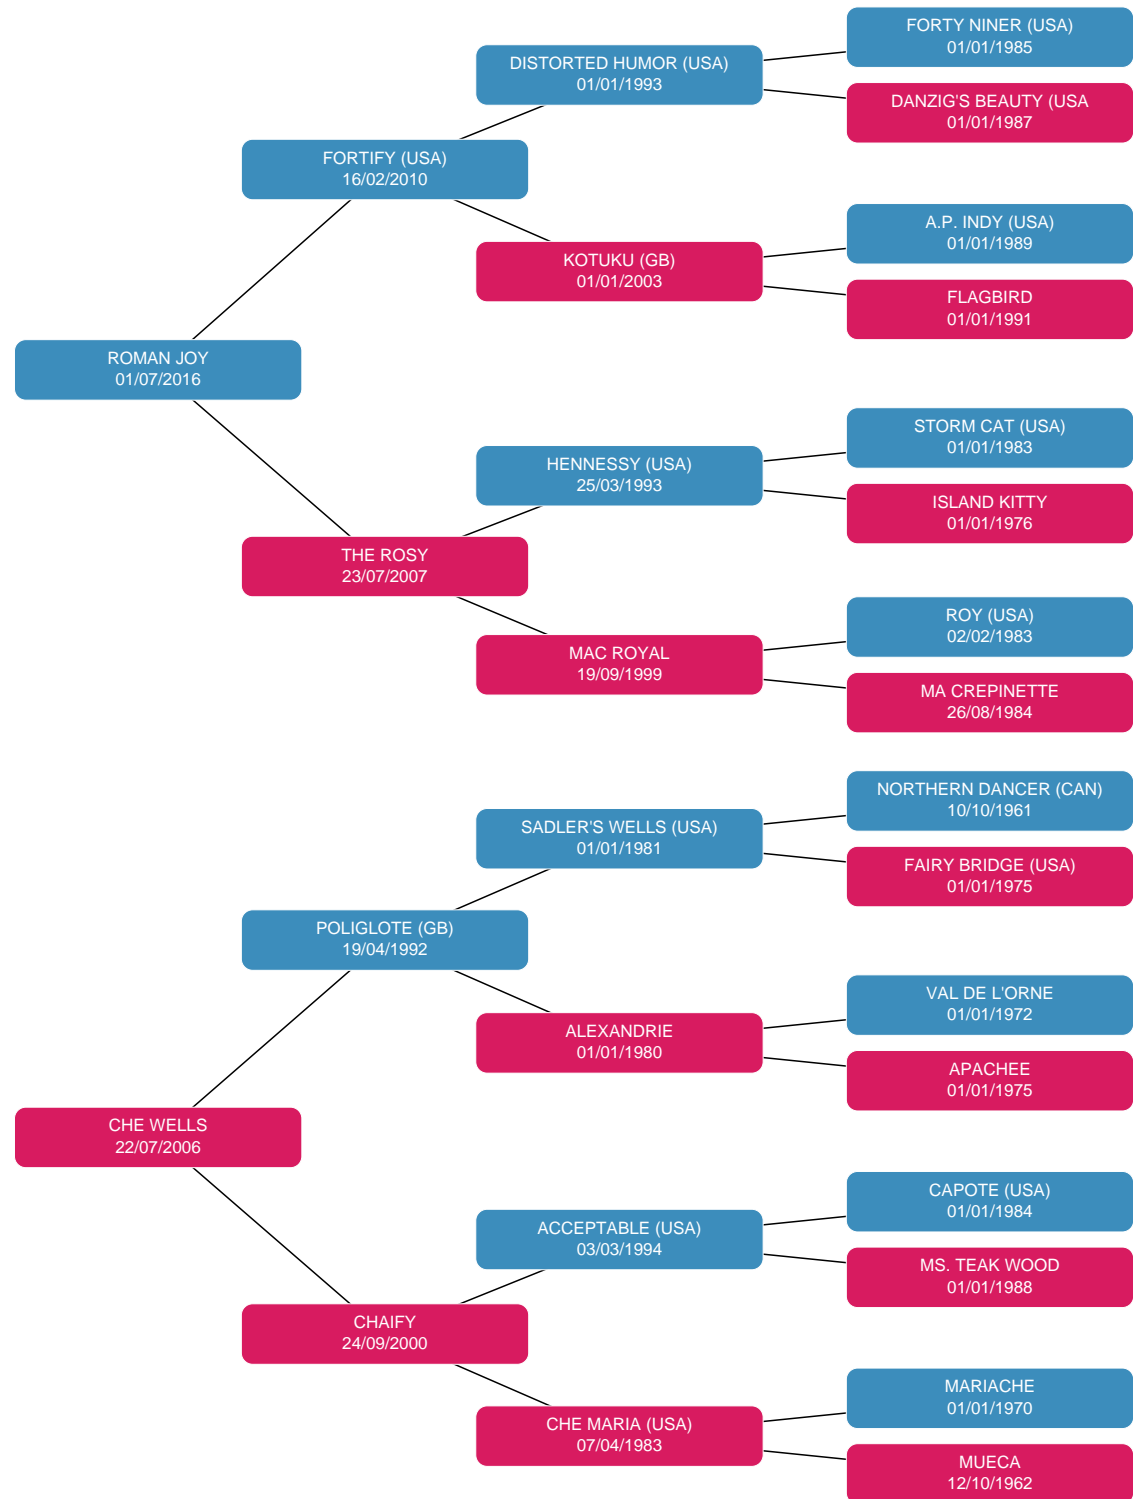 FORTY NINER (USA)
01/01/1985
DISTORTED HUMOR (USA)
01/01/1993
DANZIG'S BEAUTY (USA
01/01/1987
FORTIFY (USA)
16/02/2010
A.P. INDY (USA)
01/01/1989
KOTUKU (GB)
01/01/2003
FLAGBIRD
01/01/1991
ROMAN JOY
01/07/2016
STORM CAT (USA)
01/01/1983
HENNESSY (USA)
25/03/1993
ISLAND KITTY
01/01/1976
THE ROSY
23/07/2007
ROY (USA)
02/02/1983
MAC ROYAL
19/09/1999
MA CREPINETTE
26/08/1984
NORTHERN DANCER (CAN)
10/10/1961
SADLER'S WELLS (USA)
01/01/1981
FAIRY BRIDGE (USA)
01/01/1975
POLIGLOTE (GB)
19/04/1992
VAL DE L'ORNE
01/01/1972
ALEXANDRIE
01/01/1980
APACHEE
01/01/1975
CHE WELLS
22/07/2006
CAPOTE (USA)
01/01/1984
ACCEPTABLE (USA)
03/03/1994
MS. TEAK WOOD
01/01/1988
CHAIFY
24/09/2000
MARIACHE
01/01/1970
CHE MARIA (USA)
07/04/1983
MUECA
12/10/1962